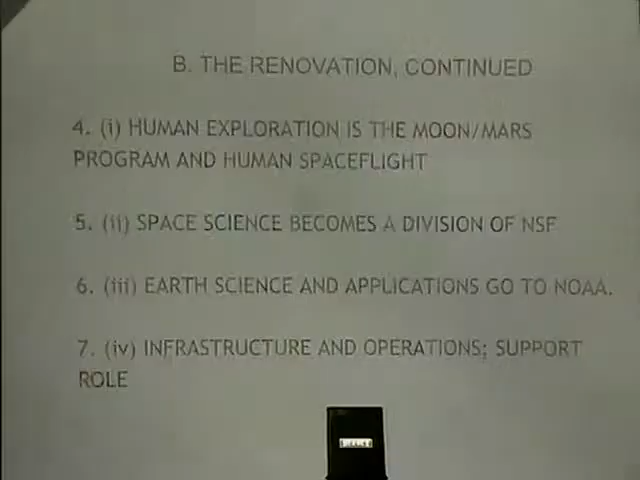 B. THE RENOVATION, CONTINUED
4. (i) HUMAN EXPLORATION IS THE MOON/MARS
PROGRAM AND HUMAN SPACEFLIGHT
5. (ii) SPACE SCIENCE BECOMES A DIVISION OF NSF
6. (iii) EARTH SCIENCE AND APPLICATIONS GO TO NOAA.
7. (iv) INFRASTRUCTURE AND OPERATIONS; SUPPORT
ROLE